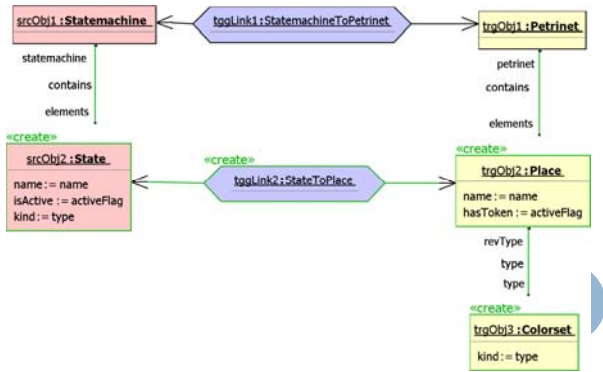 srcObj1 :Statemachine
tggLink1:StatemachineToPetrinet
trgObj1 :Petrinet
statemachine
contains
elements
petrinet
contains
elements
«create»
srcObj2 :State
name := name
isActive := activeFlag
kind := type
«create»
tggLink2:StateToPlace
«create»
trgObj2 :Place
name := name
hasToken := activeFlag
revType
type
type
«create»
trgObj3 :Colorset
kind := type